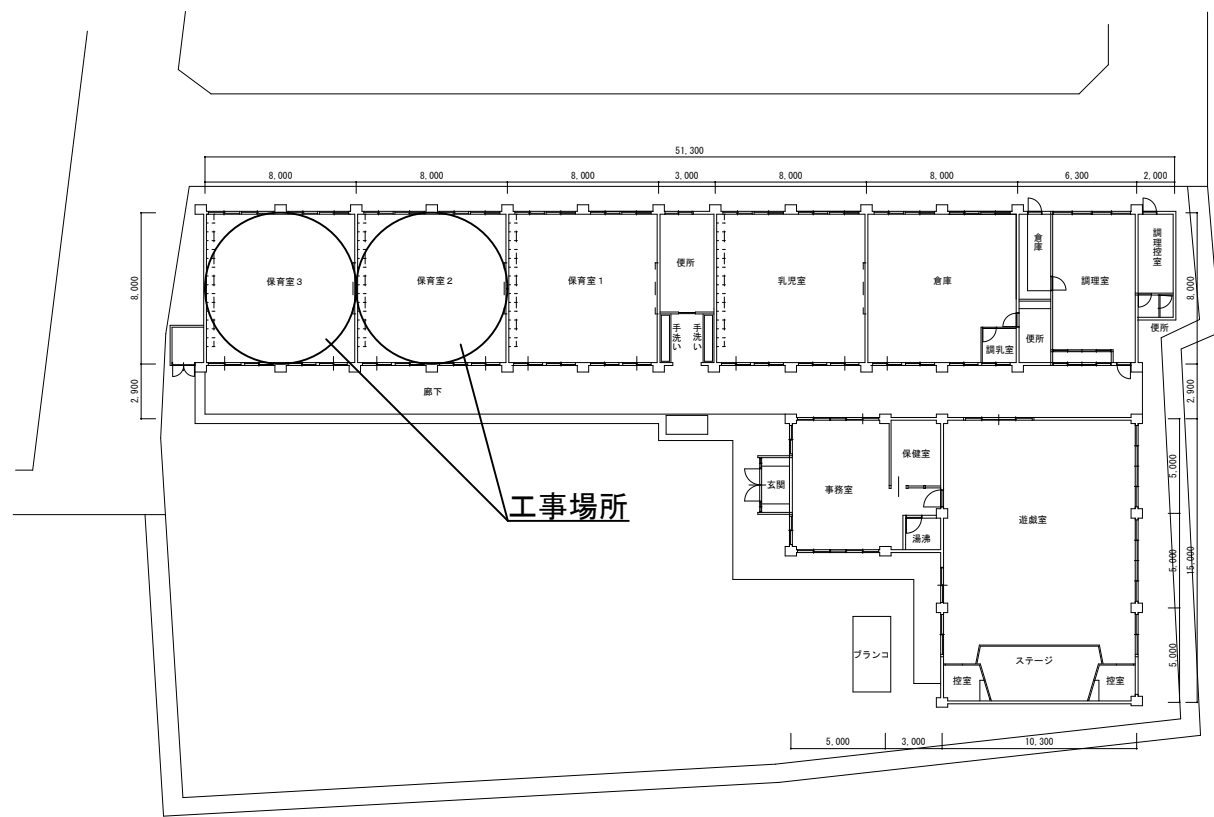 51,300
8,000
8,000
8,000
3,000
8,000
8,000
6,300
2,000
8,000
保育室3
保育室2
保育室1
便所
乳児室
倉庫
倉庫
調理室
調理控室
8,000
手洗い
手洗い
調乳室
便所
便所
2,900
廊下
2,900
玄関
事務室
保健室
湯沸
遊戯室
5,000
5,000
15,000
5,000
工事場所
ブランコ
ステージ
控室
控室
5,000
3,000
10,300